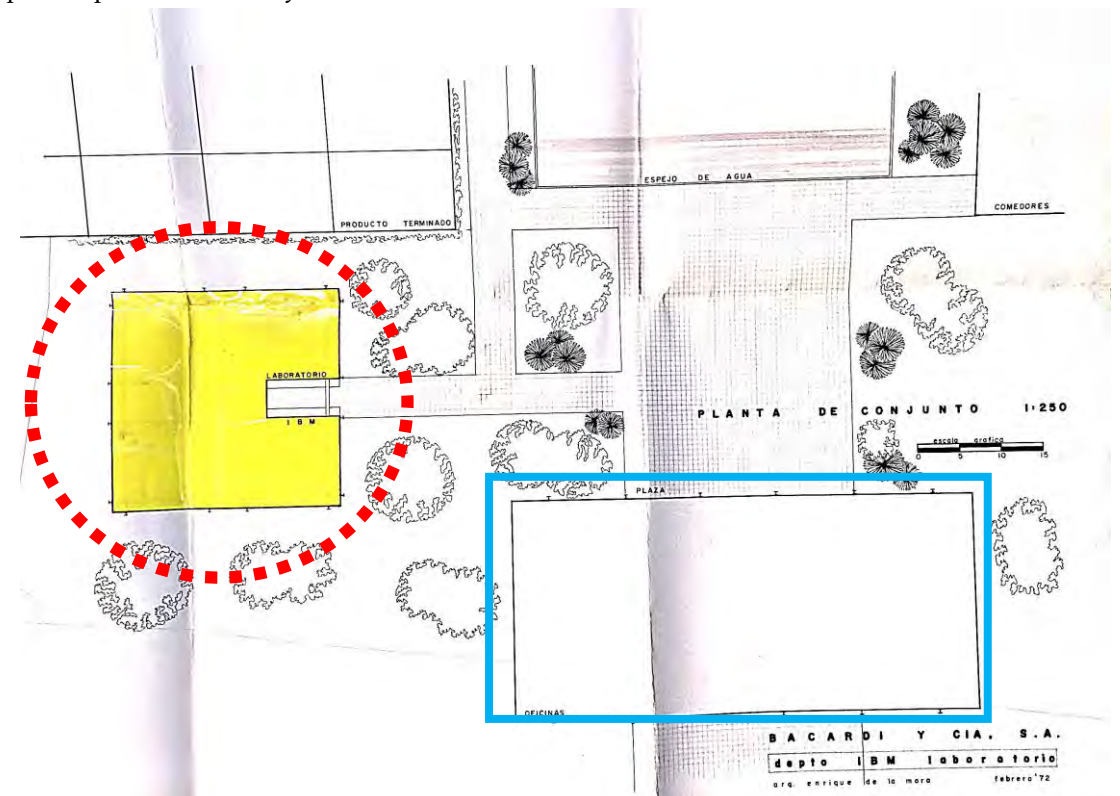 ESPEJO DE AGUA
COMEDORES
PRODUCTO TERMINADO
LABORATORIO
IBM
PLANTA DE CONJUNTO 1:250
escala grafica
0 5 10 15
PLAZA
OFICINAS
BACARDI Y CIA, S.A.
depto IBM laboratorio
arq. enrique de la mora febrero '72